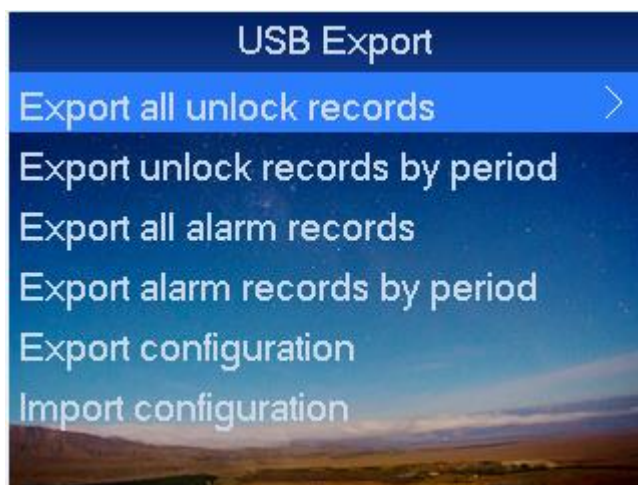 USB Export
Export all unlock records >
Export unlock records by period
Export all alarm records
Export alarm records by period
Export configuration
Import configuration